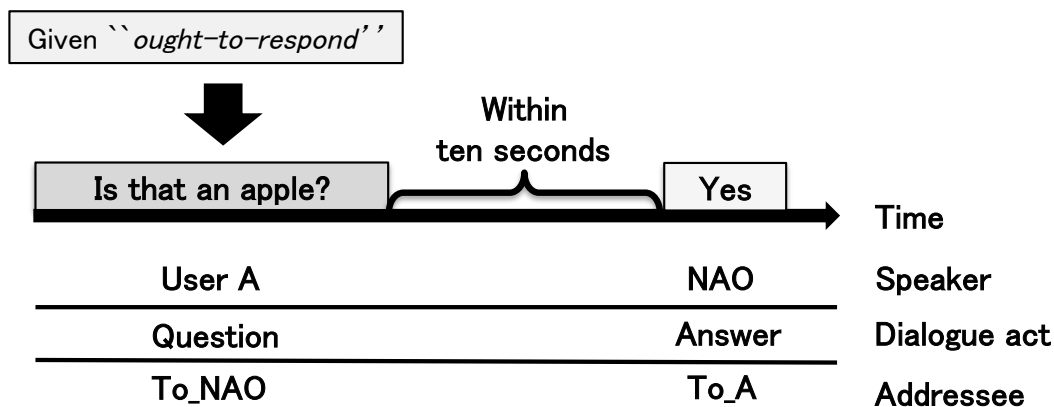 Given ``ought-to-respond’’
Within
ten seconds
Is that an apple?
Yes
Time
User A NAO Speaker
Question Answer Dialogue act
To_NAO To_A Addressee